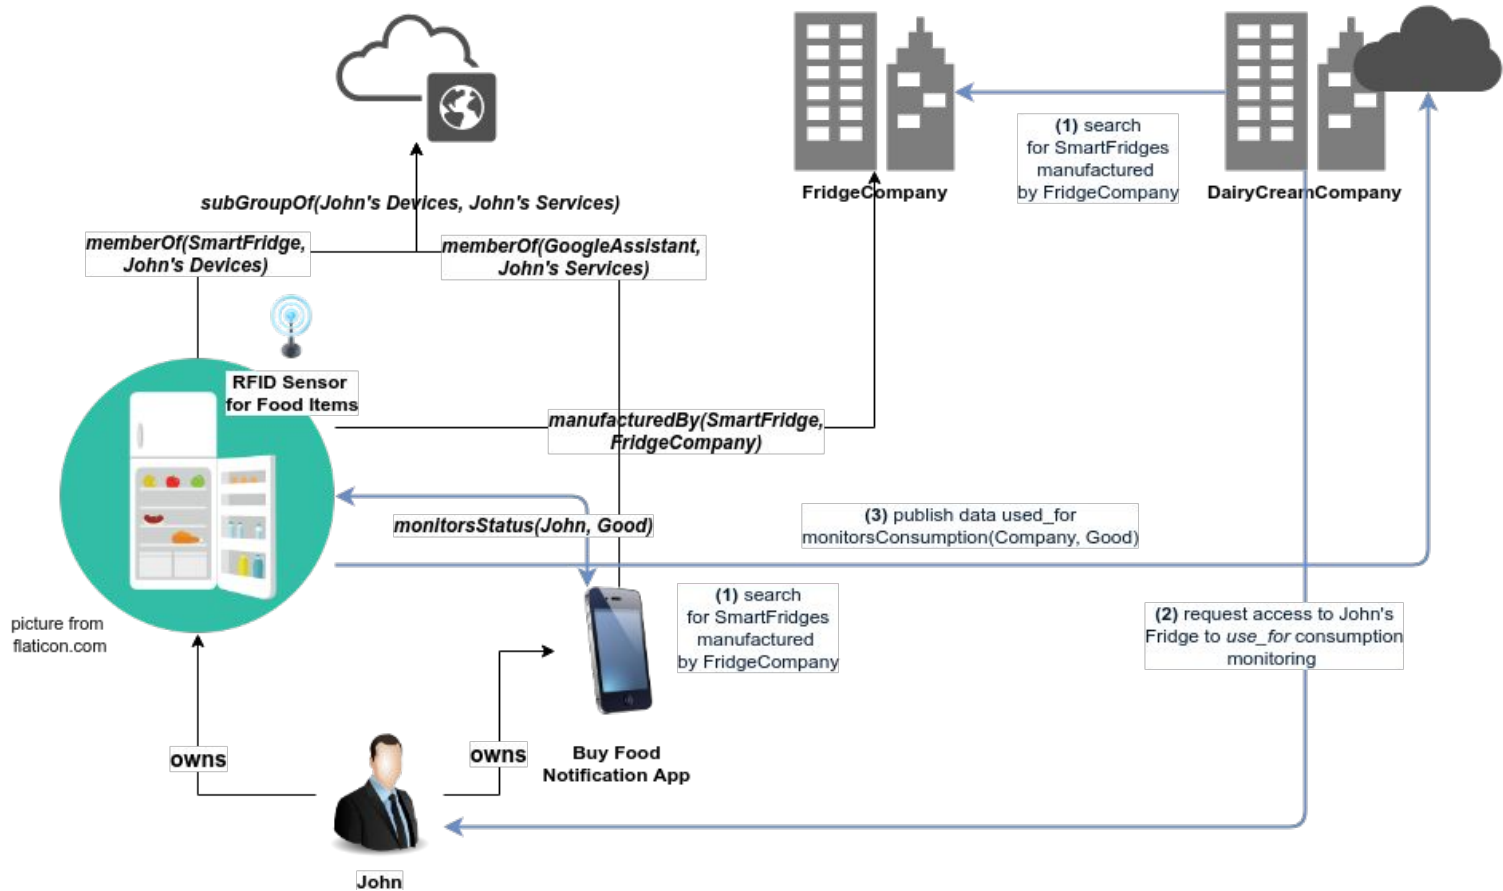 (1) search
for SmartFridges
manufactured
by FridgeCompany
FridgeCompany
DairyCreamCompany
subGroupOf(John's Devices, John's Services)
memberOf(SmartFridge,
John's Devices)
memberOf(GoogleAssistant,
John's Services)
RFID Sensor
for Food Items
manufacturedBy(SmartFridge,
FridgeCompany)
monitorsStatus(John, Good)
(3) publish data used_for
monitorsConsumption(Company, Good)
(1) search
for SmartFridges
manufactured
by FridgeCompany
(2) request access to John's
Fridge to use_for consumption
monitoring
picture from
flaticon.com
owns
owns
Buy Food
Notification App
John